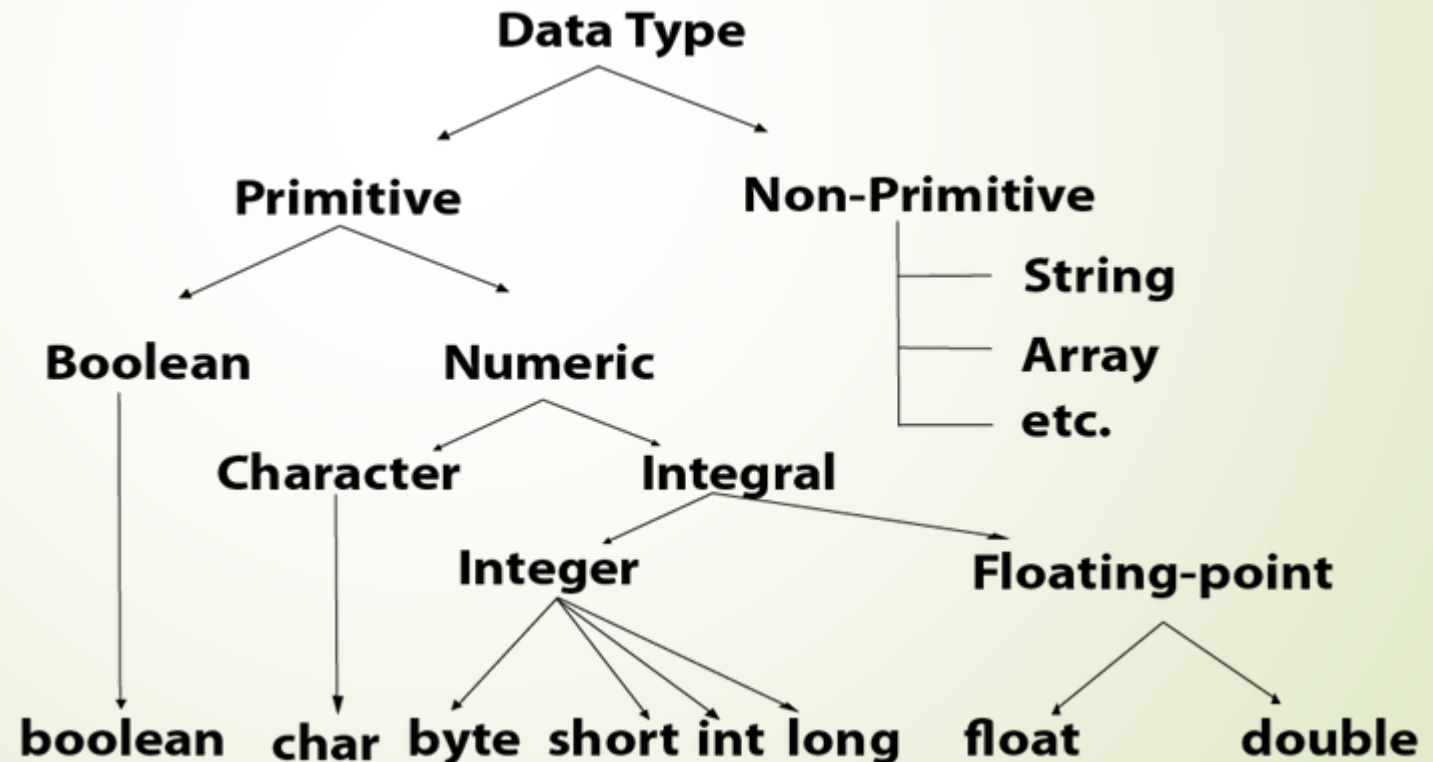 Data Type
Primitive
Non-Primitive
String
Array
etc.
Boolean
Numeric
Character
Integral
Integer
Floating-point
boolean
char
byte
short
int
long
float
double